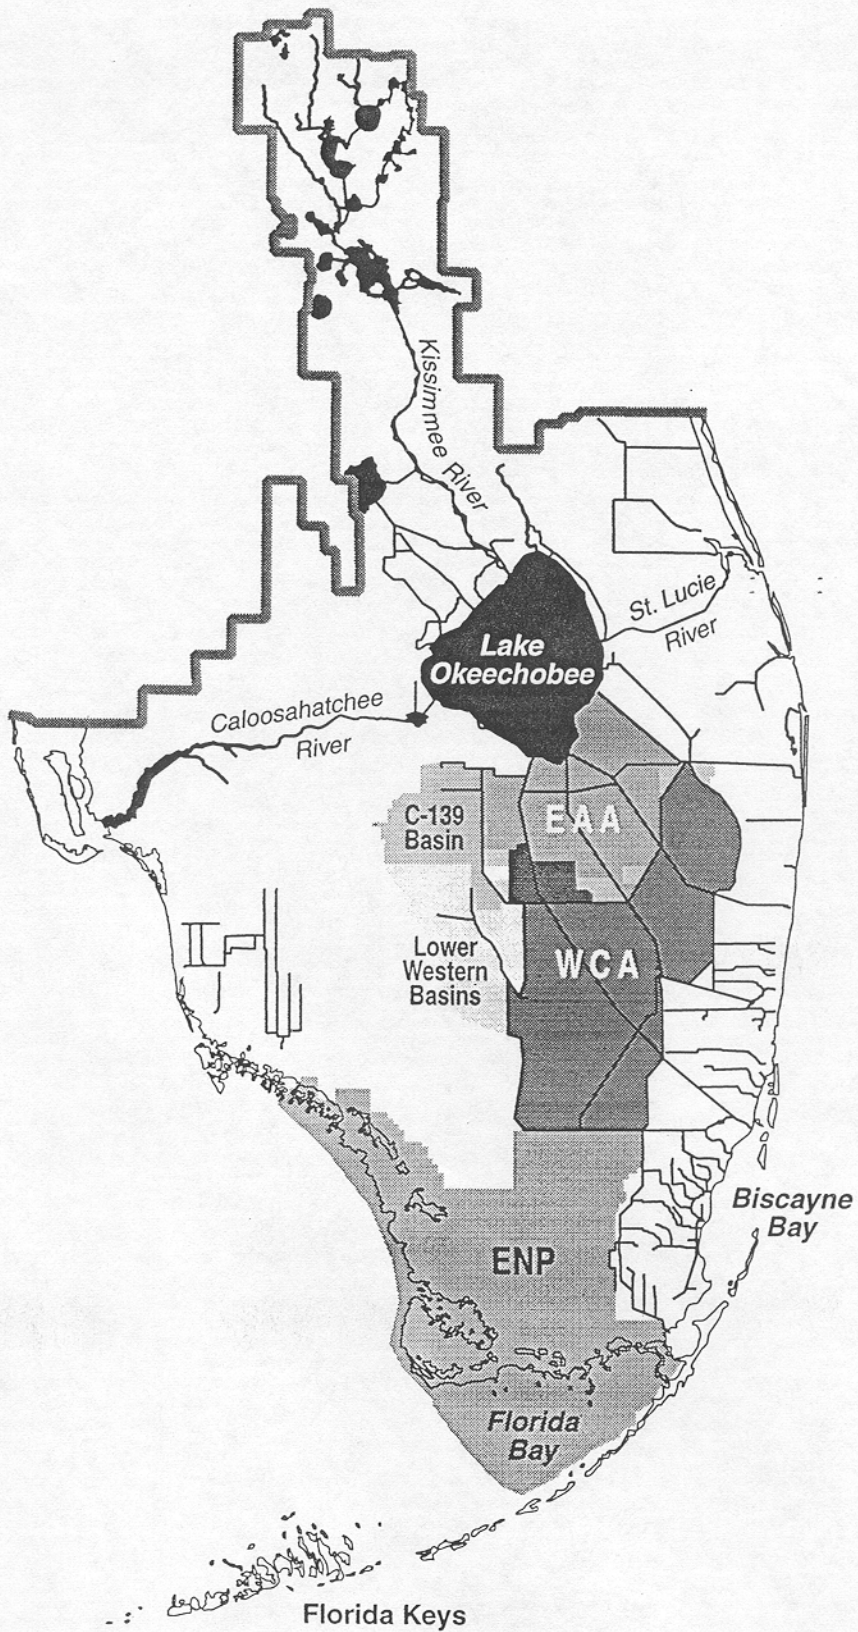 Kissimmee River
St. Lucie
River
Lake
Okeechobee
Caloosahatchee
River
C-139
Basin
EAA
Lower
Western
Basins
WCA
Biscayne
Bay
ENP
Florida
Bay
Florida Keys